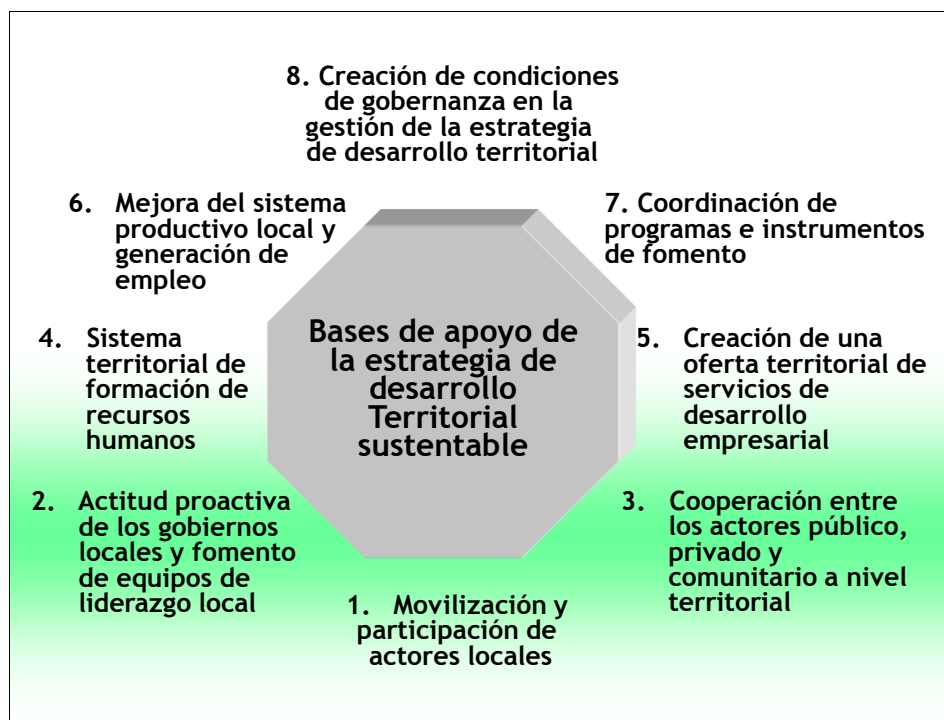 8. Creación de condiciones
de gobernanza en la
gestión de la estrategia
de desarrollo territorial
6. Mejora del sistema
productivo local y
generación de
empleo
7. Coordinación de
programas e instrumentos
de fomento
4. Sistema
territorial de
formación de
recursos
humanos
Bases de apoyo de
la estrategia de
desarrollo
Territorial
sustentable
5. Creación de una
oferta territorial de
servicios de
desarrollo
empresarial
2. Actitud proactiva
de los gobiernos
locales y fomento
de equipos de
liderazgo local
3. Cooperación entre
los actores público,
privado y
comunitario a nivel
territorial
1. Movilización y
participación de
actores locales